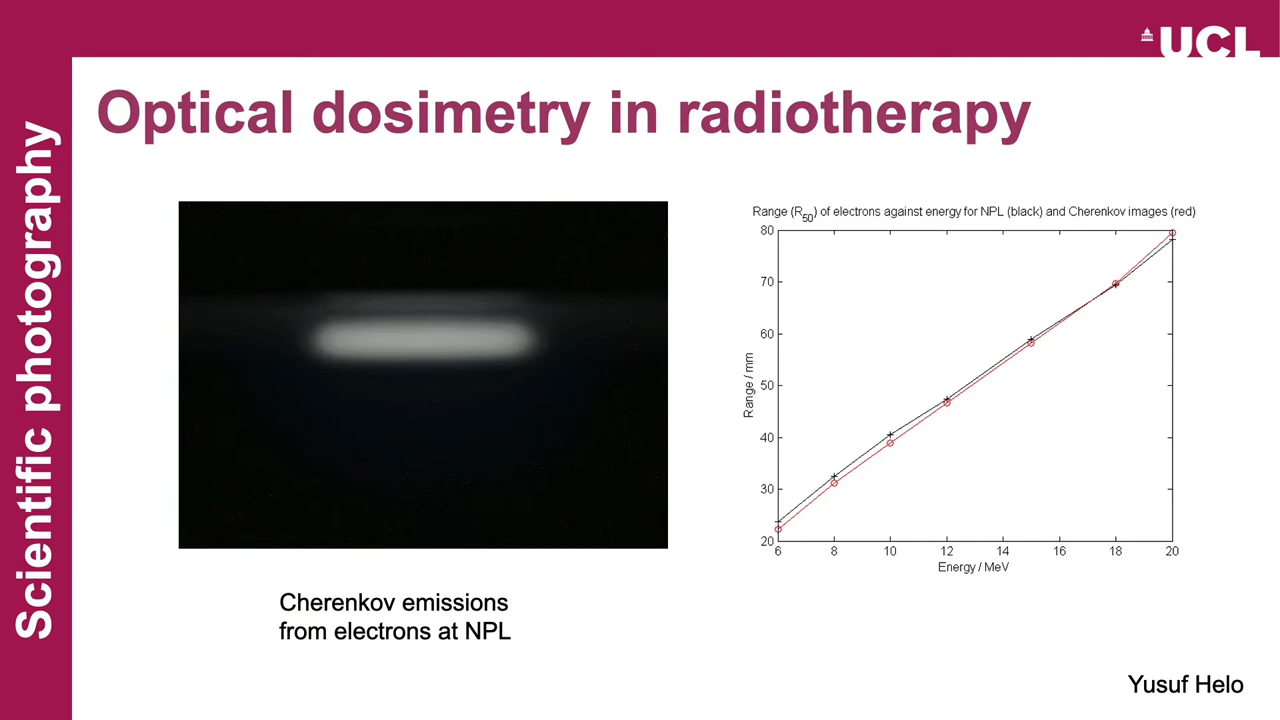 UCL
Scientific photography
Optical dosimetry in radiotherapy
Range (R50) of electrons against energy for NPL (black) and Cherenkov images (red)
80
70
60
50
40
30
20
Range / mm
6 8 10 12 14 16 18 20
Energy / MeV
Cherenkov emissions
from electrons at NPL
Yusuf Helo